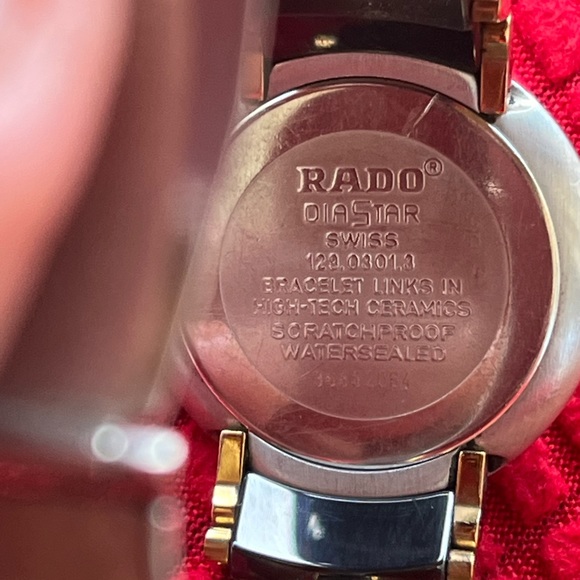 RADO®
DIASTAR
SWISS
129.0301.3
BRACELET LINKS IN
HIGH-TECH CERAMICS
SCRATCHPROOF
WATERSEALED